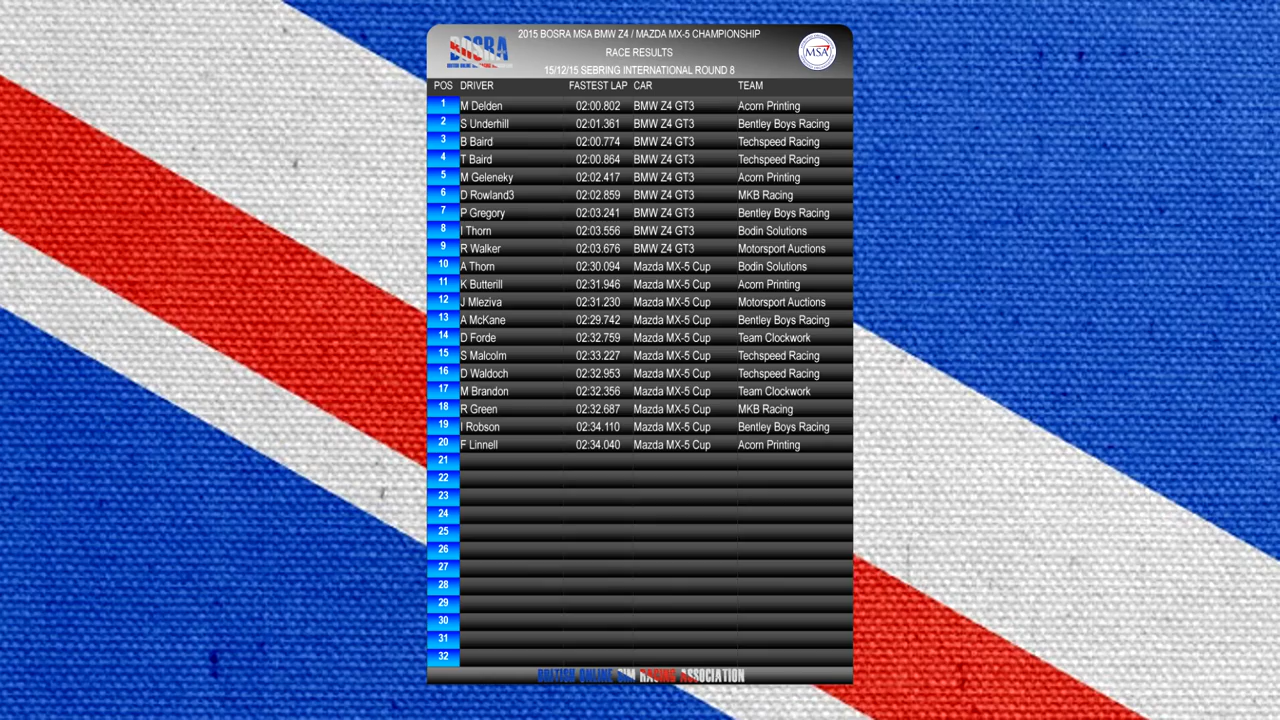 BOSRA
2015 BOSRA MSA BMW Z4 / MAZDA MX-5 CHAMPIONSHIP
RACE RESULTS
15/12/15 SEBRING INTERNATIONAL ROUND 8
MSA
POS DRIVER FASTEST LAP CAR TEAM
1 M Delden 02:00.802 BMW Z4 GT3 Acorn Printing
2 S Underhill 02:01.361 BMW Z4 GT3 Bentley Boys Racing
3 B Baird 02:00.774 BMW Z4 GT3 Techspeed Racing
4 T Baird 02:00.864 BMW Z4 GT3 Techspeed Racing
5 M Geleneky 02:02.417 BMW Z4 GT3 Acorn Printing
6 D Rowland3 02:02.859 BMW Z4 GT3 MKB Racing
7 P Gregory 02:03.241 BMW Z4 GT3 Bentley Boys Racing
8 I Thorn 02:03.556 BMW Z4 GT3 Bodin Solutions
9 R Walker 02:03.676 BMW Z4 GT3 Motorsport Auctions
10 A Thorn 02:30.094 Mazda MX-5 Cup Bodin Solutions
11 K Butterill 02:31.946 Mazda MX-5 Cup Acorn Printing
12 J Mleziva 02:31.230 Mazda MX-5 Cup Motorsport Auctions
13 A McKane 02:29.742 Mazda MX-5 Cup Bentley Boys Racing
14 D Forde 02:32.759 Mazda MX-5 Cup Team Clockwork
15 S Malcolm 02:33.227 Mazda MX-5 Cup Techspeed Racing
16 D Waldoch 02:32.953 Mazda MX-5 Cup Techspeed Racing
17 M Brandon 02:32.356 Mazda MX-5 Cup Team Clockwork
18 R Green 02:32.687 Mazda MX-5 Cup MKB Racing
19 I Robson 02:34.110 Mazda MX-5 Cup Bentley Boys Racing
20 F Linnell 02:34.040 Mazda MX-5 Cup Acorn Printing
21
22
23
24
25
26
27
28
29
30
31
32
BRITISH ONLINE SIM RACING ASSOCIATION